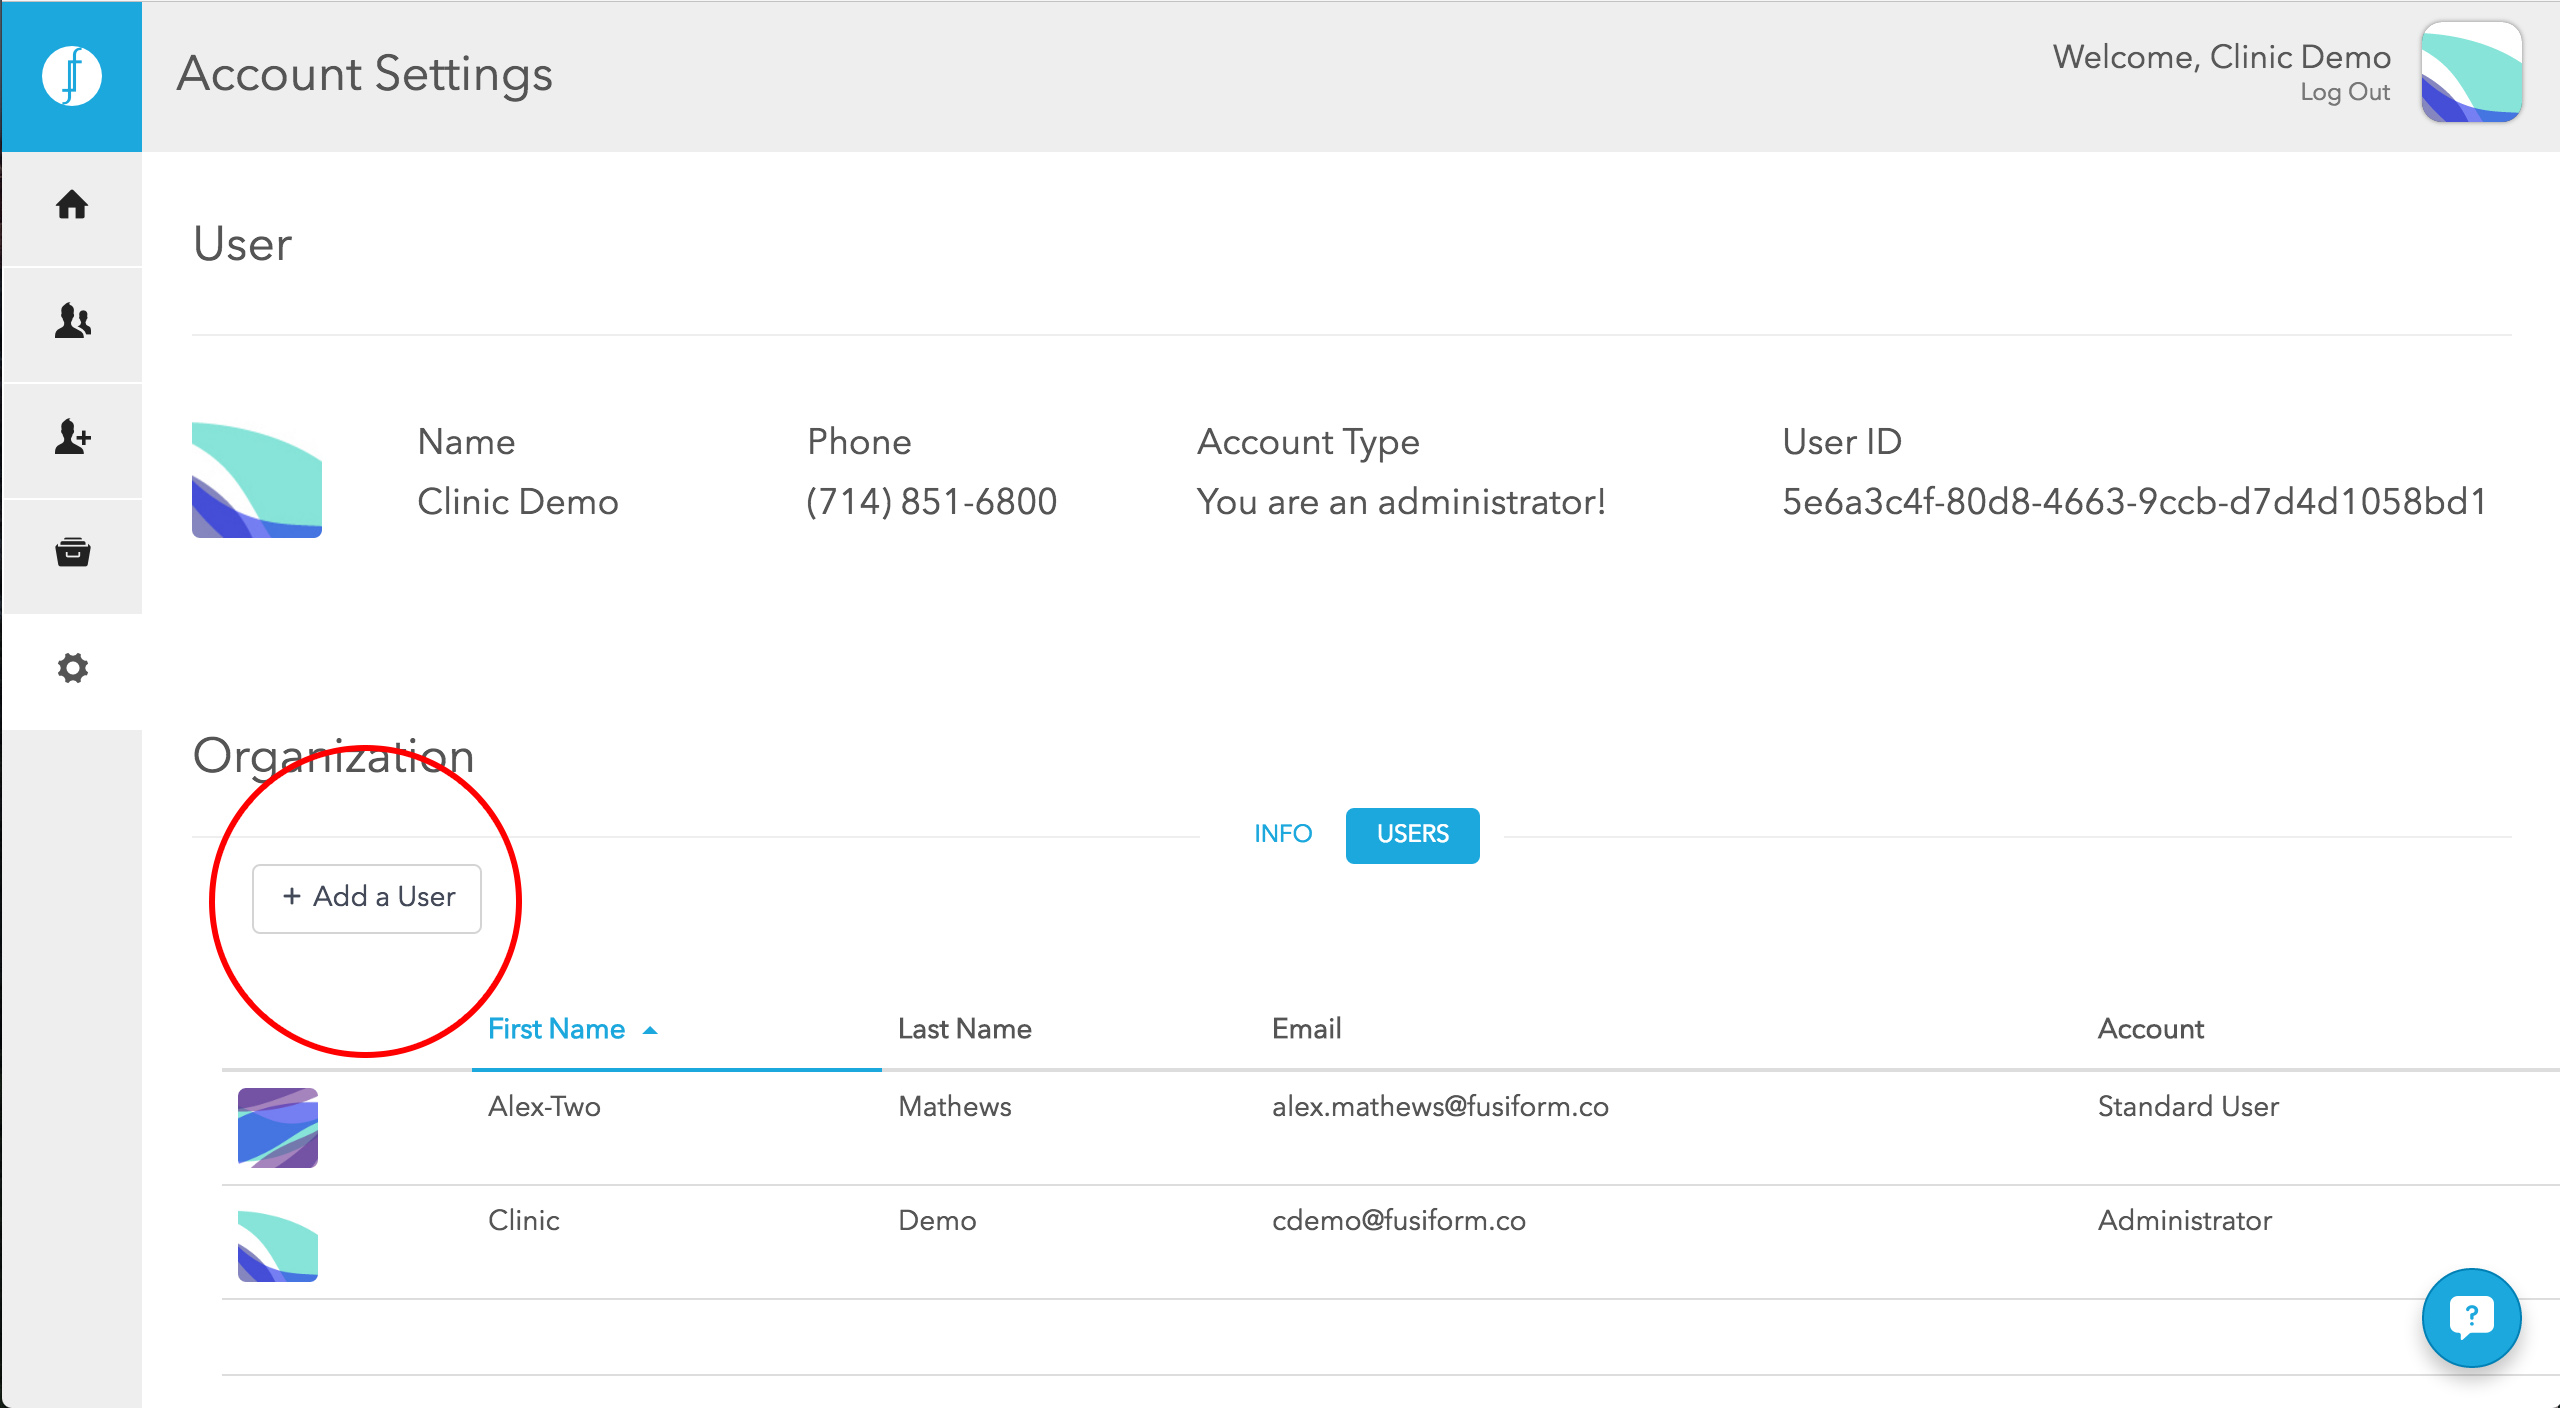 Account Settings
Welcome, Clinic Demo
Log Out
User
Name Phone Account Type User ID
Clinic Demo (714) 851-6800 You are an administrator! 5e6a3c4f-80d8-4663-9ccb-d7d4d1058bd1
Organization
INFO USERS
+ Add a User
First Name Last Name Email Account
Alex-Two Mathews alex.mathews@fusiform.co Standard User
Clinic Demo cdemo@fusiform.co Administrator
?